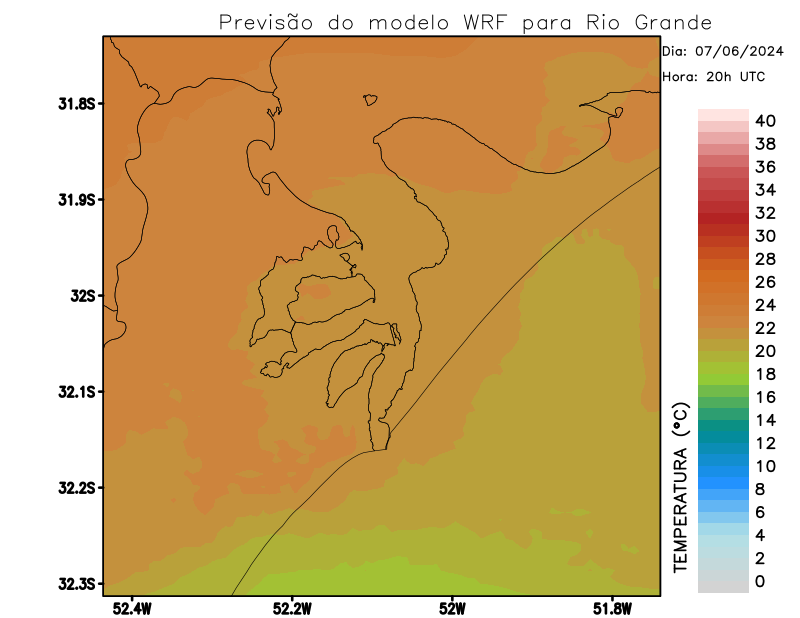 Previsão do modelo WRF para Rio Grande
Dia: 07/06/2024
Hora: 20h UTC
31.8S
31.9S
32S
32.1S
32.2S
32.3S
52.4W
52.2W
52W
51.8W
TEMPERATURA (°C)
40
38
36
34
32
30
28
26
24
22
20
18
16
14
12
10
8
6
4
2
0